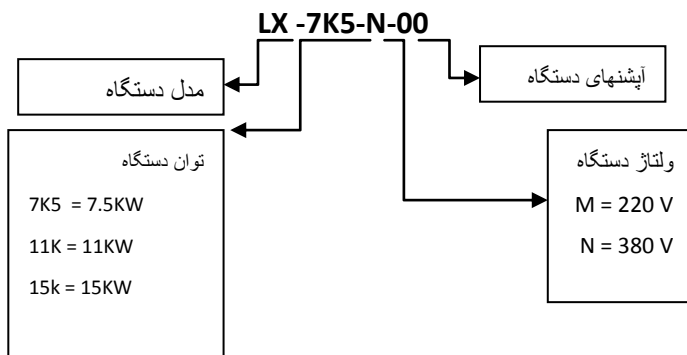 LX -7K5-N-00
آپشنهای دستگاه
مدل دستگاه
توان دستگاه
7K5 = 7.5KW
11K = 11KW
15k = 15KW
ولتاژ دستگاه
M = 220 V
N = 380 V